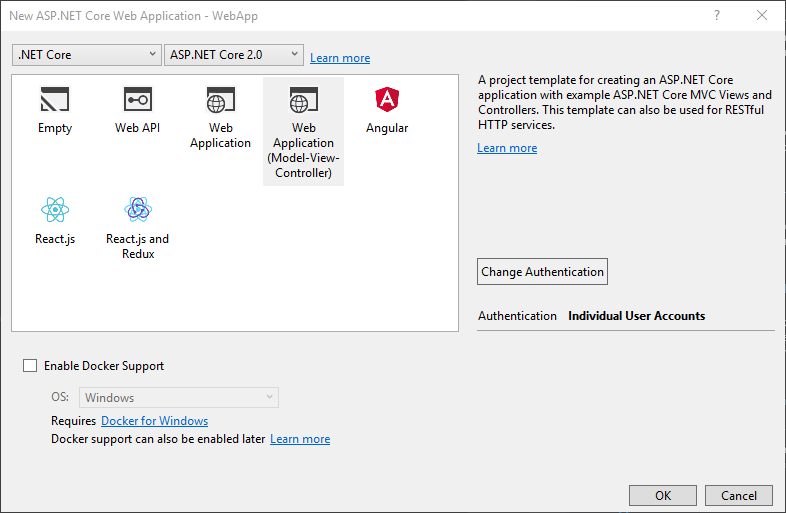 New ASP.NET Core Web Application - WebApp
?
.NET Core
ASP.NET Core 2.0
Learn more
Empty
Web API
Web
Application
Web
Application
(Model-View-
Controller)
Angular
React.js
React.js and
Redux
A project template for creating an ASP.NET Core
application with example ASP.NET Core MVC Views and
Controllers. This template can also be used for RESTful
HTTP services.
Learn more
Change Authentication
Authentication Individual User Accounts
Enable Docker Support
OS: Windows
Requires Docker for Windows
Docker support can also be enabled later Learn more
OK
Cancel